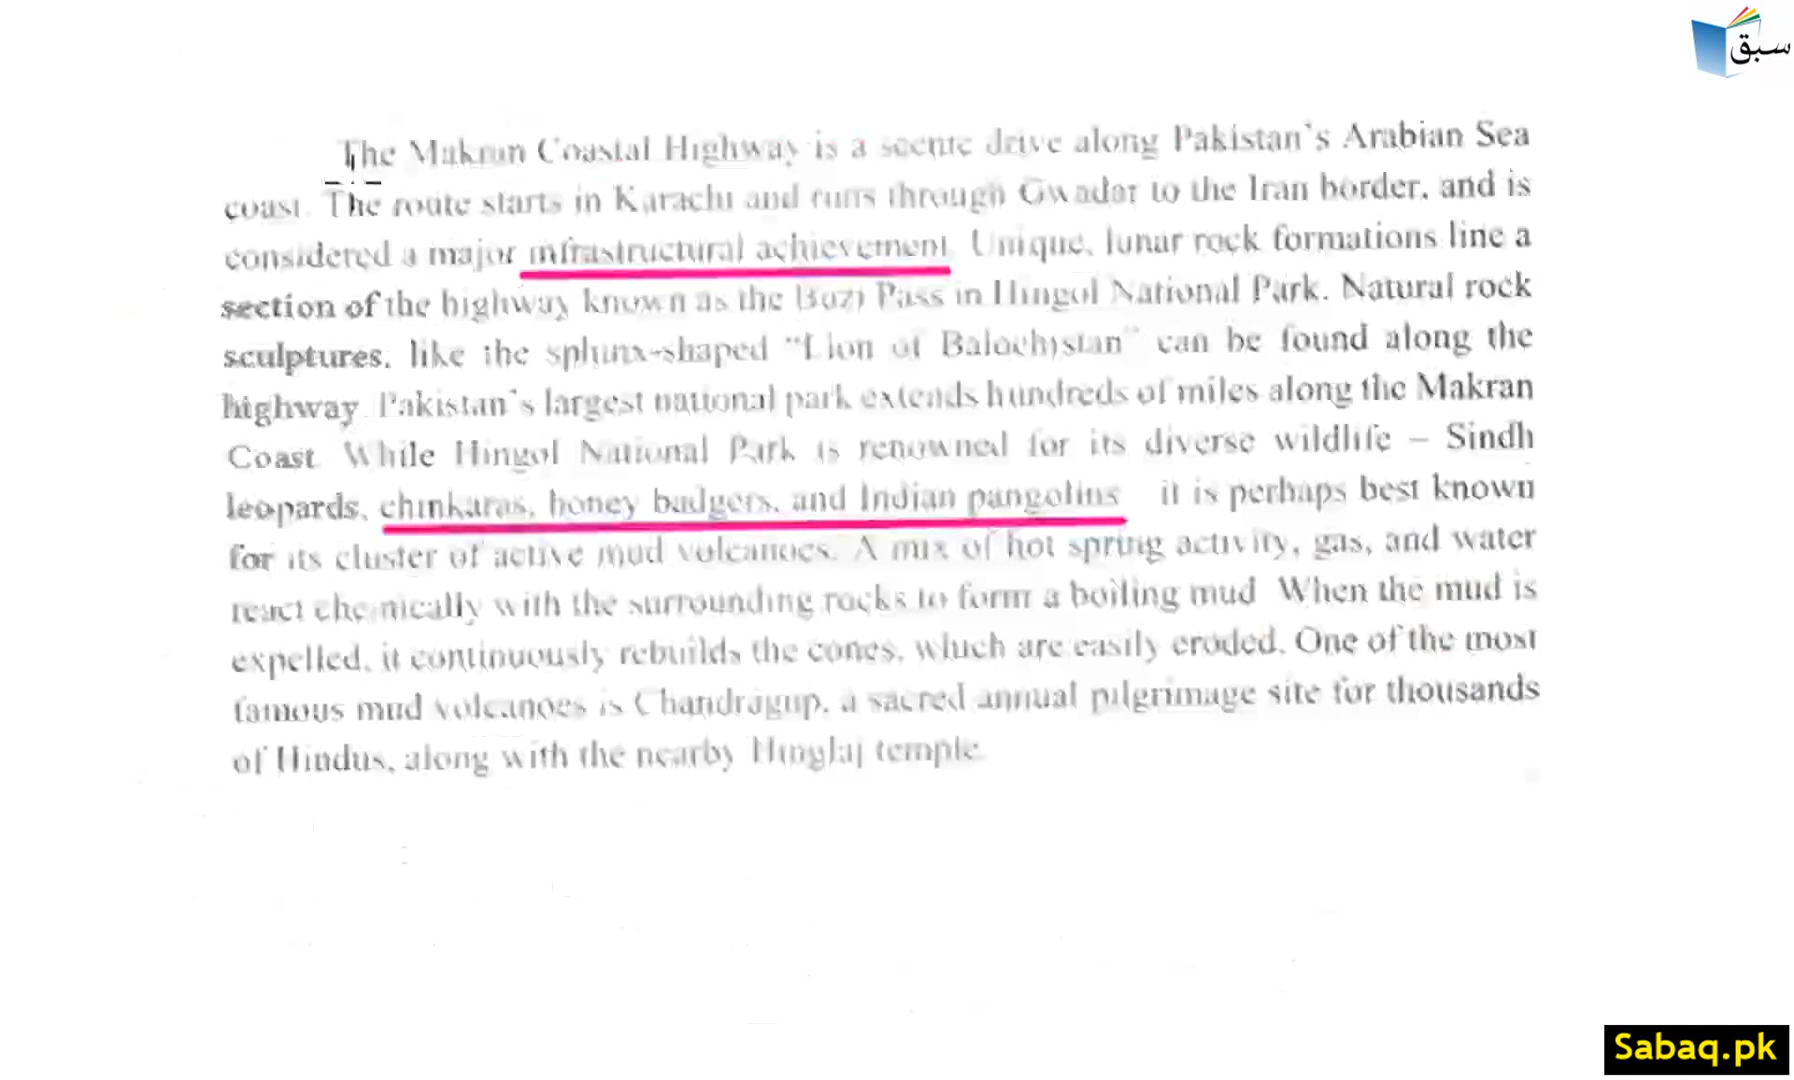 سبق
The Makran Coastal Highway is a scenic drive along Pakistan's Arabian Sea
coast. The route starts in Karachi and runs through Gwadar to the Iran border, and is
considered a major infrastructural achievement. Unique, lunar rock formations line a
section of the highway known as the Buzi Pass in Hingol National Park. Natural rock
sculptures, like the sphinx-shaped “Lion of Balochistan” can be found along the
highway. Pakistan's largest national park extends hundreds of miles along the Makran
Coast. While Hingol National Park is renowned for its diverse wildlife – Sindh
leopards, chinkaras, honey badgers, and Indian pangolins it is perhaps best known
for its cluster of active mud volcanoes. A mix of hot spring activity, gas, and water
react chemically with the surrounding rocks to form a boiling mud. When the mud is
expelled, it continuously rebuilds the cones, which are easily eroded. One of the most
famous mud volcanoes is Chandragup, a sacred annual pilgrimage site for thousands
of Hindus, along with the nearby Hinglaj temple.
Sabaq.pk